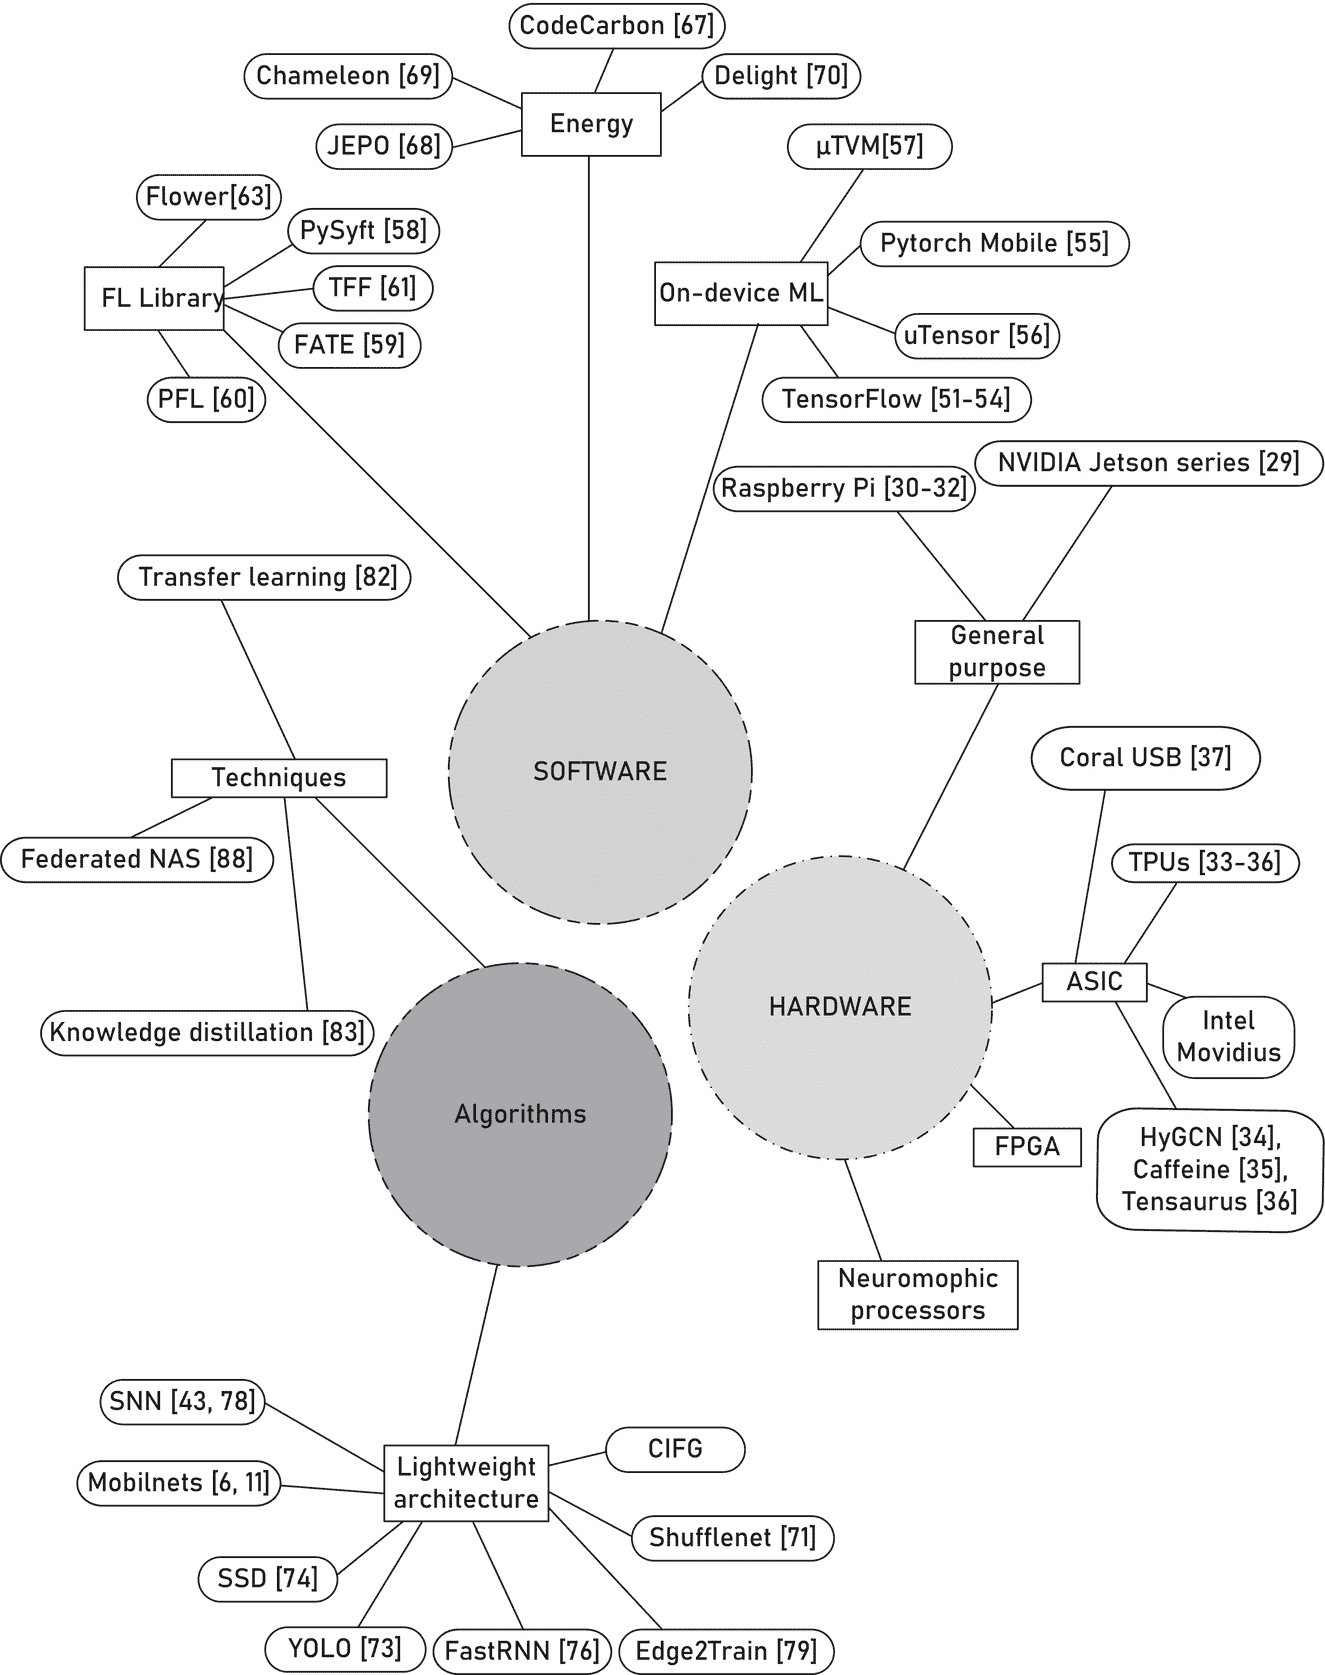 CodeCarbon [67]
Chameleon [69]
Delight [70]
Energy
JEPO [68]
µTVM[57]
Flower[63]
PySyft [58]
Pytorch Mobile [55]
FL Library
TFF [61]
On-device ML
uTensor [56]
FATE [59]
PFL [60]
TensorFlow [51-54]
NVIDIA Jetson series [29]
Raspberry Pi [30-32]
Transfer learning [82]
General
purpose
Coral USB [37]
SOFTWARE
Techniques
Federated NAS [88]
TPUs [33-36]
ASIC
HARDWARE
Intel
Movidius
Knowledge distillation [83]
Algorithms
FPGA
HyGCN [34],
Caffeine [35],
Tensaurus [36]
Neuromophic
processors
SNN [43, 78]
CIFG
Lightweight
architecture
Mobilnets [6, 11]
Shufflenet [71]
SSD [74]
YOLO [73]
FastRNN [76]
Edge2Train [79]